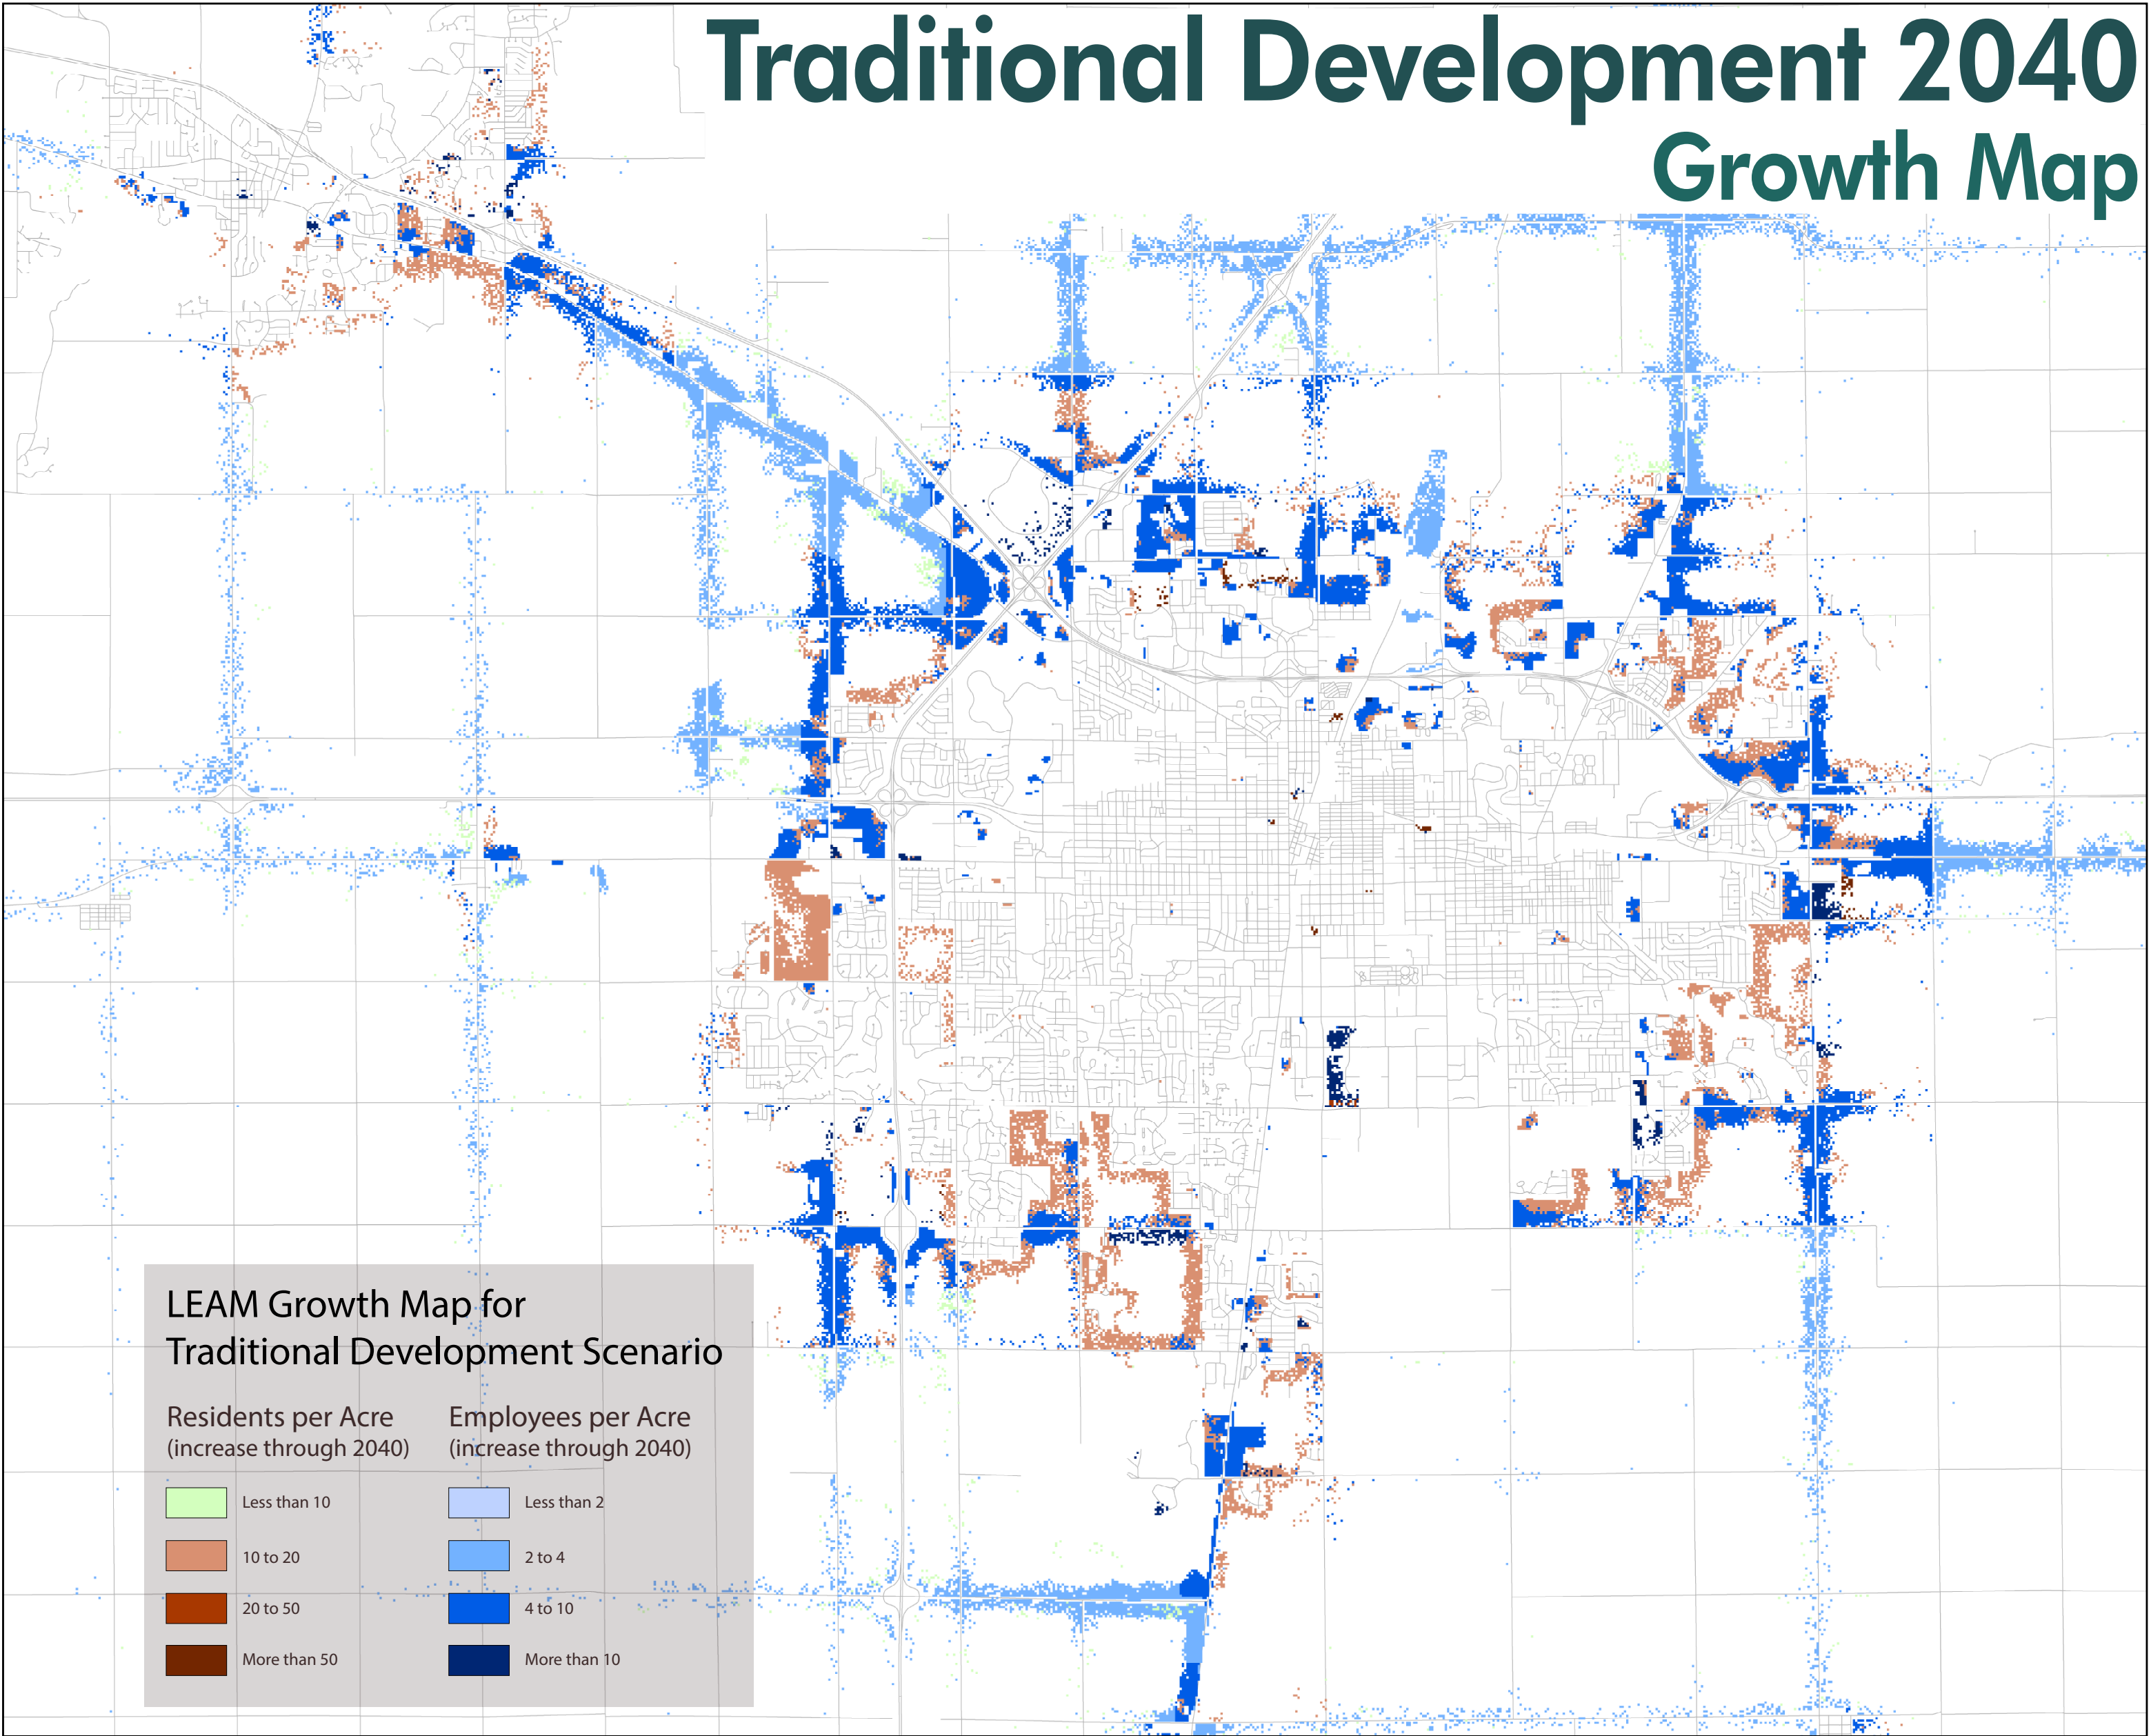 Traditional Development 2040
Growth Map
LEAM Growth Map for
Traditional Development Scenario
Residents per Acre
(increase through 2040)
Less than 10
10 to 20
20 to 50
More than 50
Employees per Acre
(increase through 2040)
Less than 2
2 to 4
4 to 10
More than 10